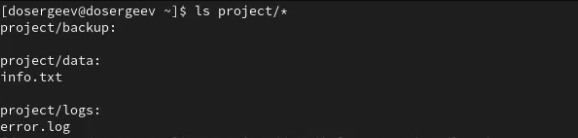 [dosergeev@dosergeev ~]$ ls project/*
project/backup:
project/data:
info.txt
project/logs:
error.log